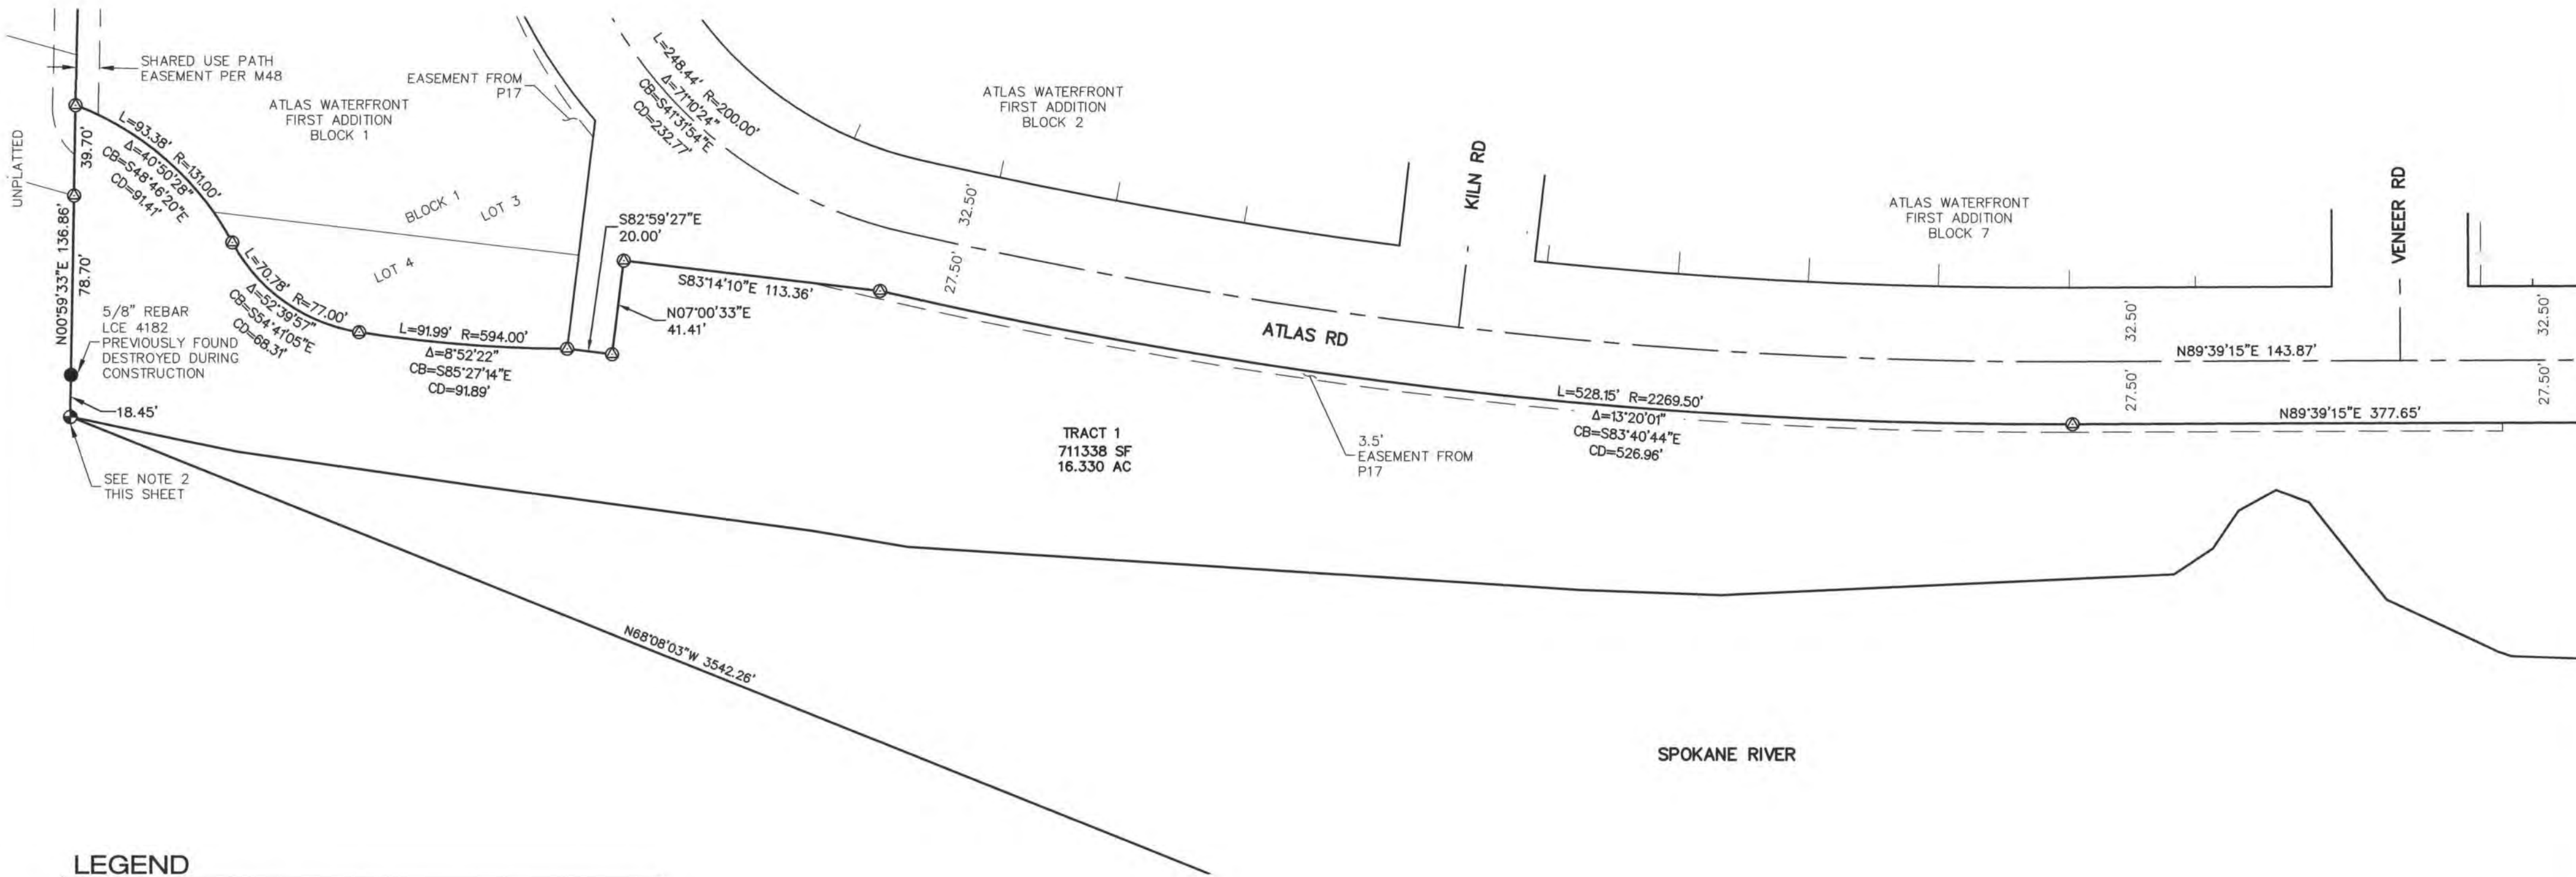 SHARED USE PATH
EASEMENT PER M48
UNPLATTED
39.70'
78.70'
N00°59'33"E 136.86'
L=93.38' R=131.00'
Δ=40°50'28"
CB=S48°46'20"E
CD=91.41'
ATLAS WATERFRONT
FIRST ADDITION
BLOCK 1
EASEMENT FROM
P17
BLOCK 1
LOT 3
LOT 4
L=70.78' R=77.00'
Δ=52°39'57"
CB=S54°41'05"E
CD=68.31'
5/8" REBAR
LCE 4182
PREVIOUSLY FOUND
DESTROYED DURING
CONSTRUCTION
18.45'
SEE NOTE 2
THIS SHEET
L=91.99' R=594.00'
Δ=8°52'22"
CB=S85°27'14"E
CD=91.89'
S82°59'27"E
20.00'
N07°00'33"E
41.41'
S83°14'10"E 113.36'
L=248.44' R=200.00'
Δ=71°10'24"
CB=S41°31'54"E
CD=232.77'
ATLAS WATERFRONT
FIRST ADDITION
BLOCK 2
32.50'
27.50'
KILN RD
ATLAS RD
ATLAS WATERFRONT
FIRST ADDITION
BLOCK 7
VENEER RD
32.50'
27.50'
N89°39'15"E 143.87'
32.50'
27.50'
N89°39'15"E 377.65'
L=528.15' R=2269.50'
Δ=13°20'01"
CB=S83°40'44"E
CD=526.96'
3.5'
EASEMENT FROM
P17
TRACT 1
711338 SF
16.330 AC
N68°08'03"W 3542.26'
SPOKANE RIVER
LEGEND